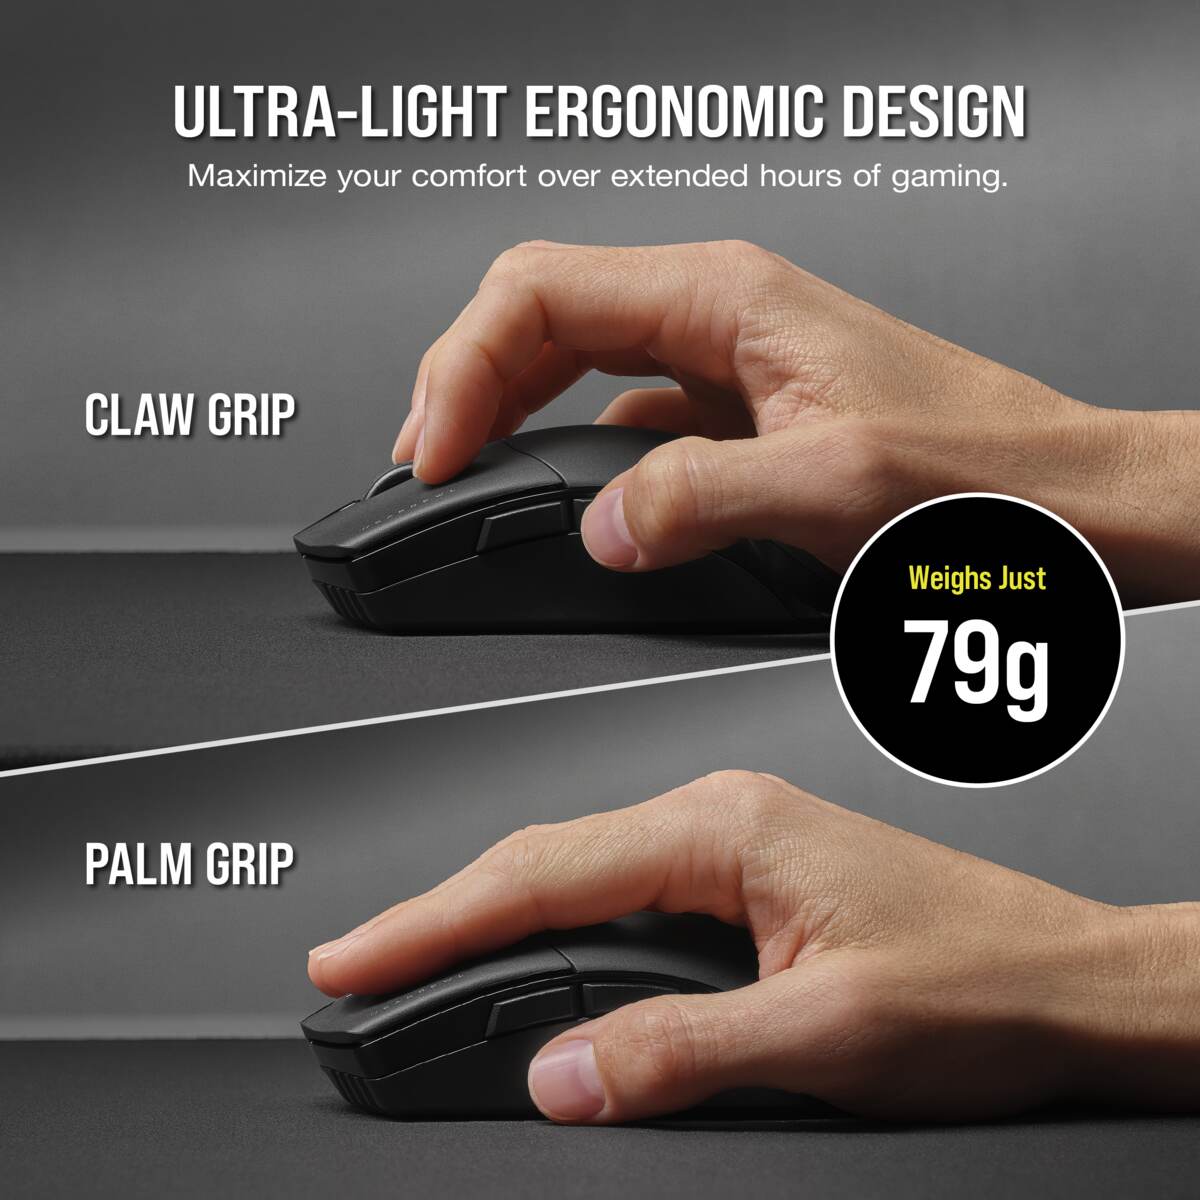 ULTRA-LIGHT ERGONOMIC DESIGN
Maximize your comfort over extended hours of gaming.
CLAW GRIP
Weighs Just
79g
PALM GRIP